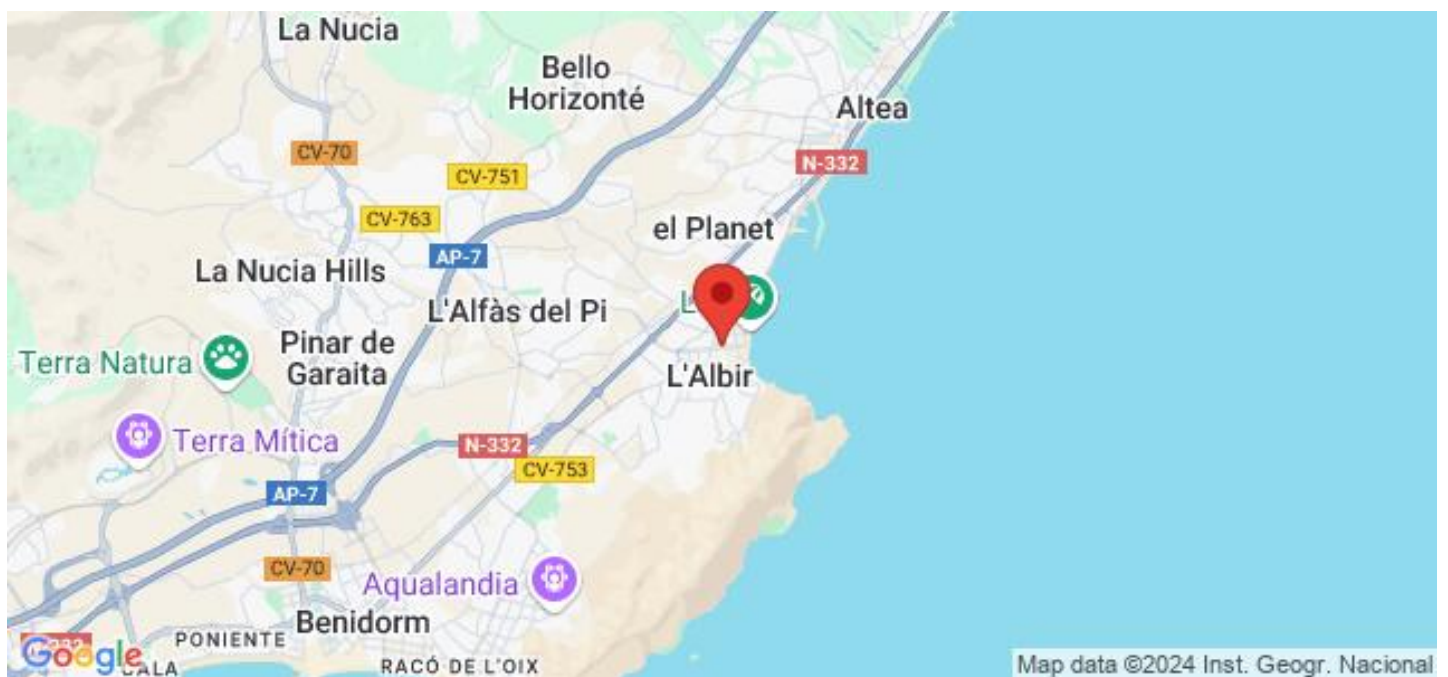 La Nucia
Bello
Horizonté
Altea
CV-70
N-332
CV-751
CV-763
el Planet
AP-7
La Nucia Hills
L'Alfàs del Pi
L
Terra Natura
Pinar de
Garaita
L'Albir
Terra Mítica
N-332
CV-753
AP-7
CV-70
Aqualandia
Benidorm
PONIENTE
Google
CALA
RACÓ DE L'OIX
Map data ©2024 Inst. Geogr. Nacional